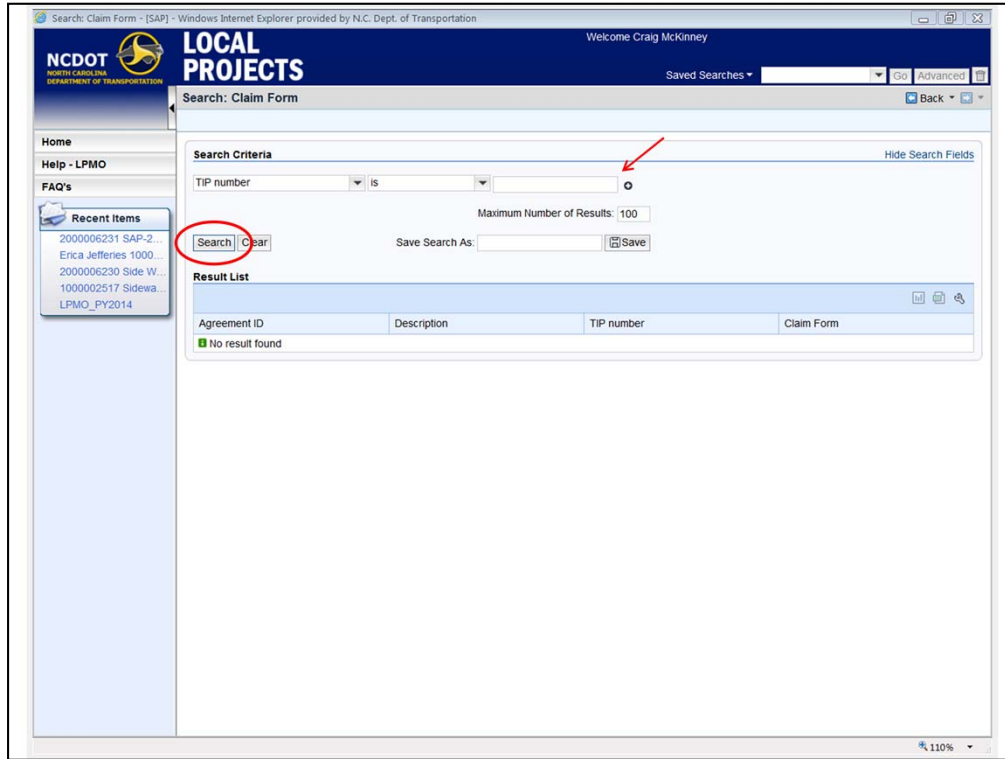 Search: Claim Form - [SAP] - Windows Internet Explorer provided by N.C. Dept. of Transportation
NCDOT
NORTH CAROLINA
DEPARTMENT OF TRANSPORTATION
LOCAL
PROJECTS
Welcome Craig McKinney
Saved Searches
Go
Advanced
Search: Claim Form
Back
Home
Help - LPMO
FAQ's
Recent Items
2000006231 SAP-2...
Erica Jefferies 1000...
2000006230 Side W...
1000002517 Sidewa...
LPMO_PY2014
Search Criteria
Hide Search Fields
TIP number is
Maximum Number of Results: 100
Search Clear Save Search As: Save
Result List
Agreement ID Description TIP number Claim Form
No result found
110%